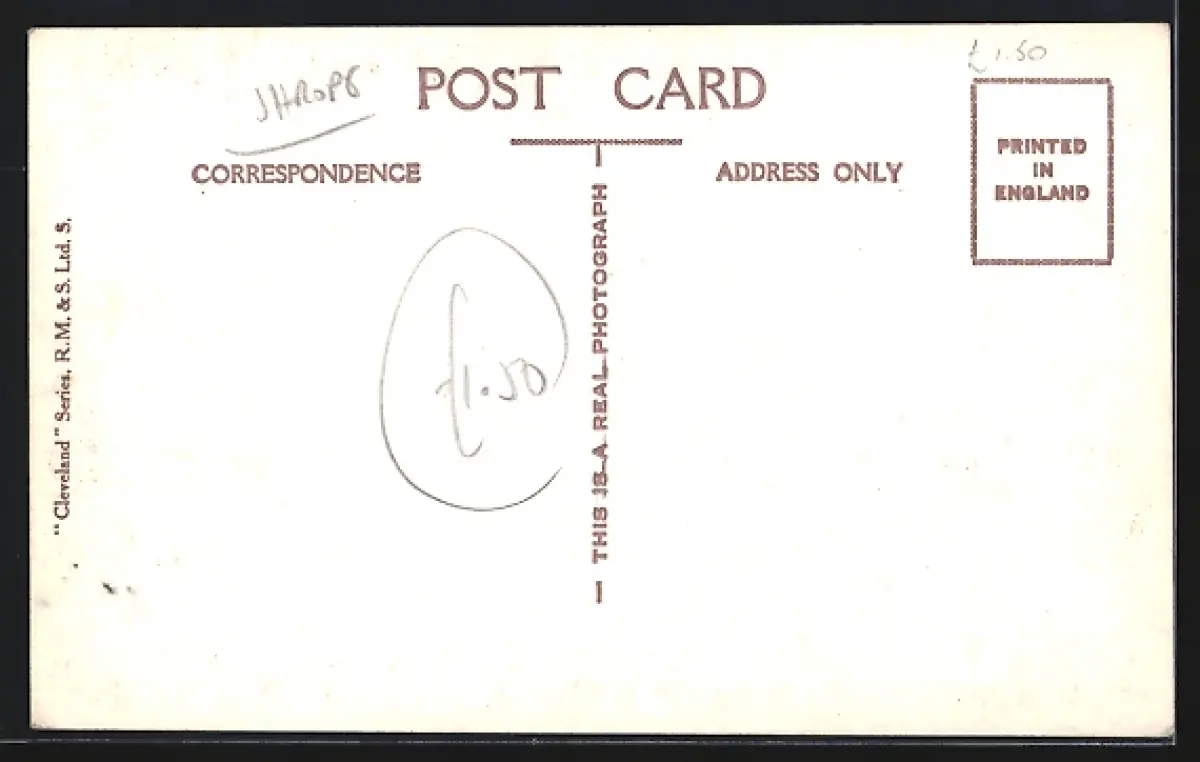 £1.50
SHROPS
POST CARD
CORRESPONDENCE
ADDRESS ONLY
PRINTED
IN
ENGLAND
"Cleveland" Series, R.M. & S. Ltd. S.
£1.50
THIS IS A REAL PHOTOGRAPH